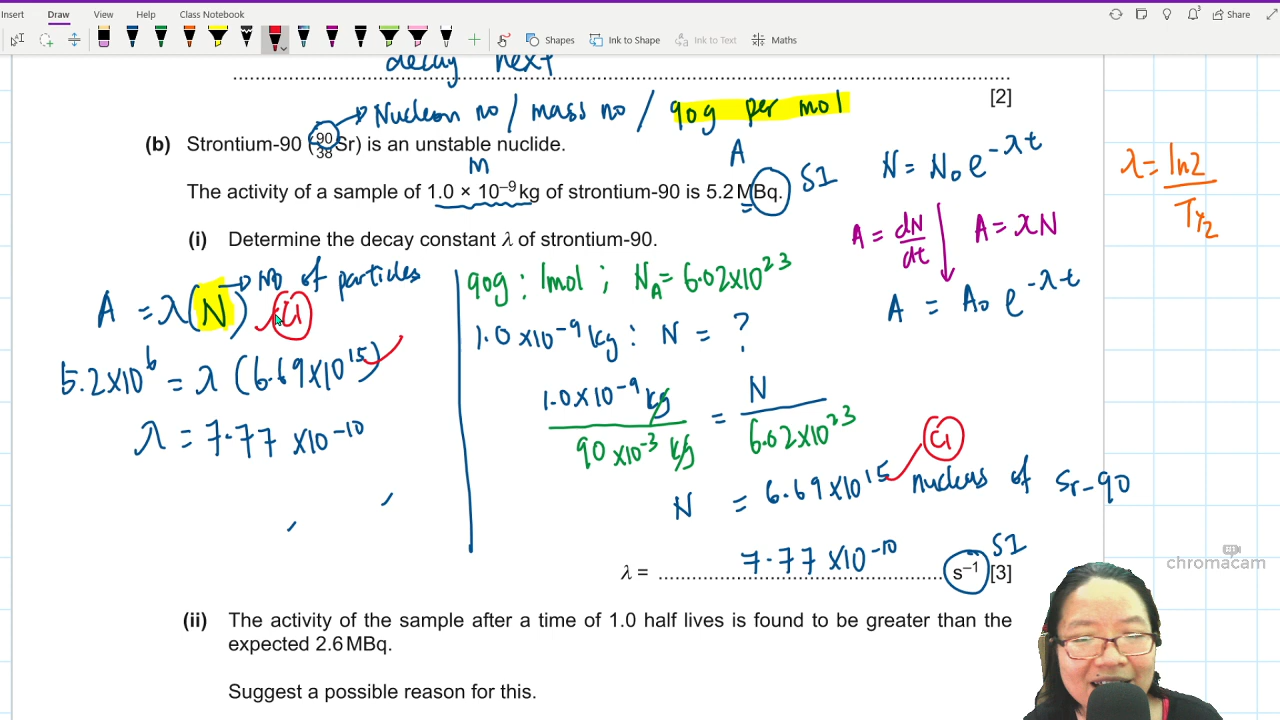 Insert Draw View Help Class Notebook Share
Shapes Ink to Shape Ink to Text Maths
decay next
[2]
Nucleon no / mass no / 90g per mol
(b) Strontium-90 (⁹⁰₃₈Sr) is an unstable nuclide.
M A
The activity of a sample of 1.0 × 10⁻⁹ kg of strontium-90 is 5.2 MBq. SI
N = N₀ e^-λt
λ = ln2 / T½
(i) Determine the decay constant λ of strontium-90.
A = dN/dt A = λN
A = A₀ e^-λt
No of particles
A = λ(N) C1
5.2×10⁶ = λ (6.69×10¹⁵)
λ = 7.77 ×10⁻¹⁰
90g : 1mol ; N_A = 6.02×10²³
1.0×10⁻⁹ kg : N = ?
1.0×10⁻⁹ kg / 90×10⁻³ kg = N / 6.02×10²³
C1
N = 6.69×10¹⁵ nucleus of Sr-90
λ = 7.77 ×10⁻¹⁰ s⁻¹ SI [3]
chromacam
(ii) The activity of the sample after a time of 1.0 half lives is found to be greater than the
expected 2.6 MBq.
Suggest a possible reason for this.